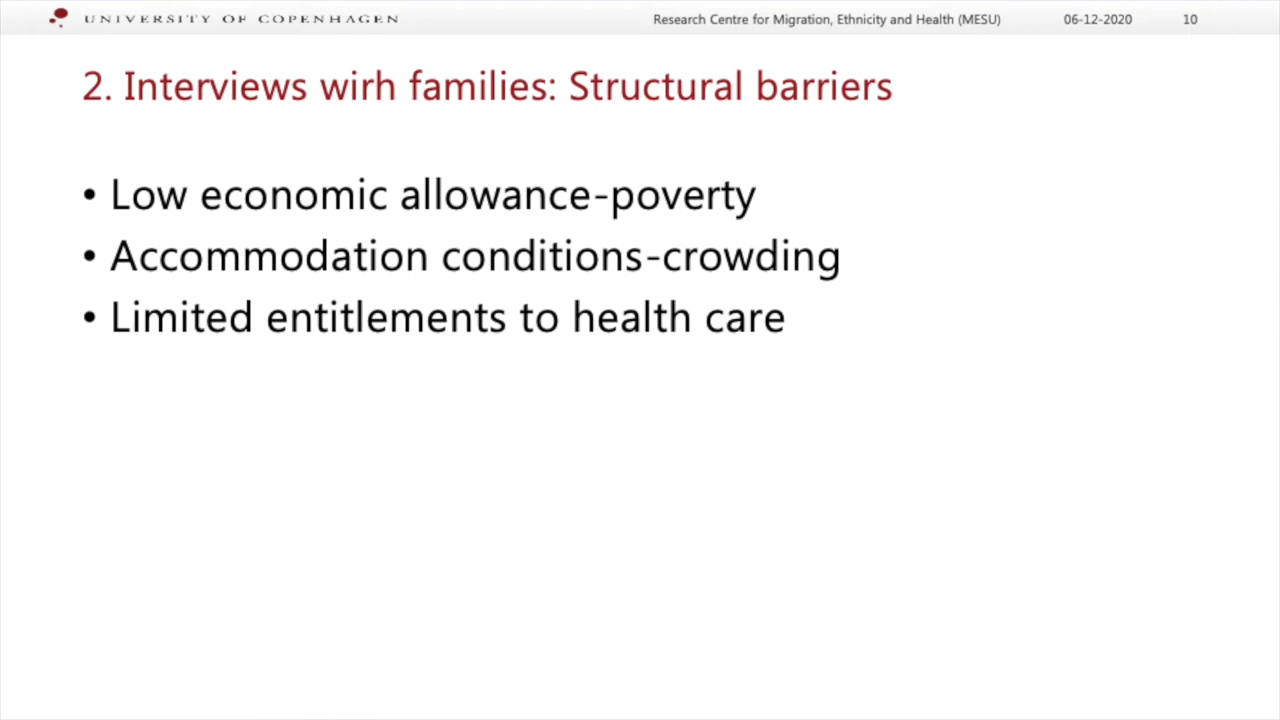 UNIVERSITY OF COPENHAGEN
Research Centre for Migration, Ethnicity and Health (MESU) 06-12-2020 10
2. Interviews wirh families: Structural barriers
• Low economic allowance-poverty
• Accommodation conditions-crowding
• Limited entitlements to health care